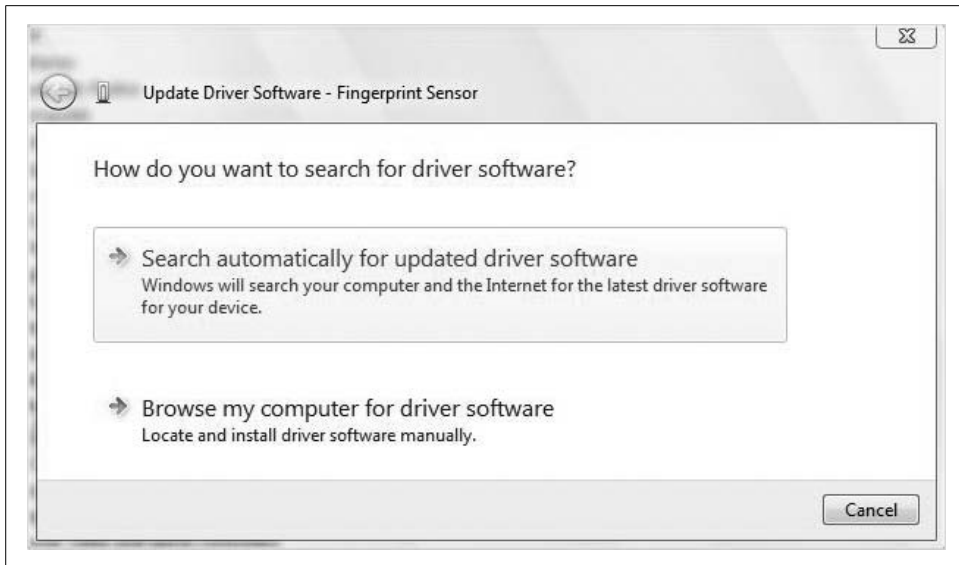 Update Driver Software - Fingerprint Sensor
How do you want to search for driver software?
Search automatically for updated driver software
Windows will search your computer and the Internet for the latest driver software
for your device.
Browse my computer for driver software
Locate and install driver software manually.
Cancel